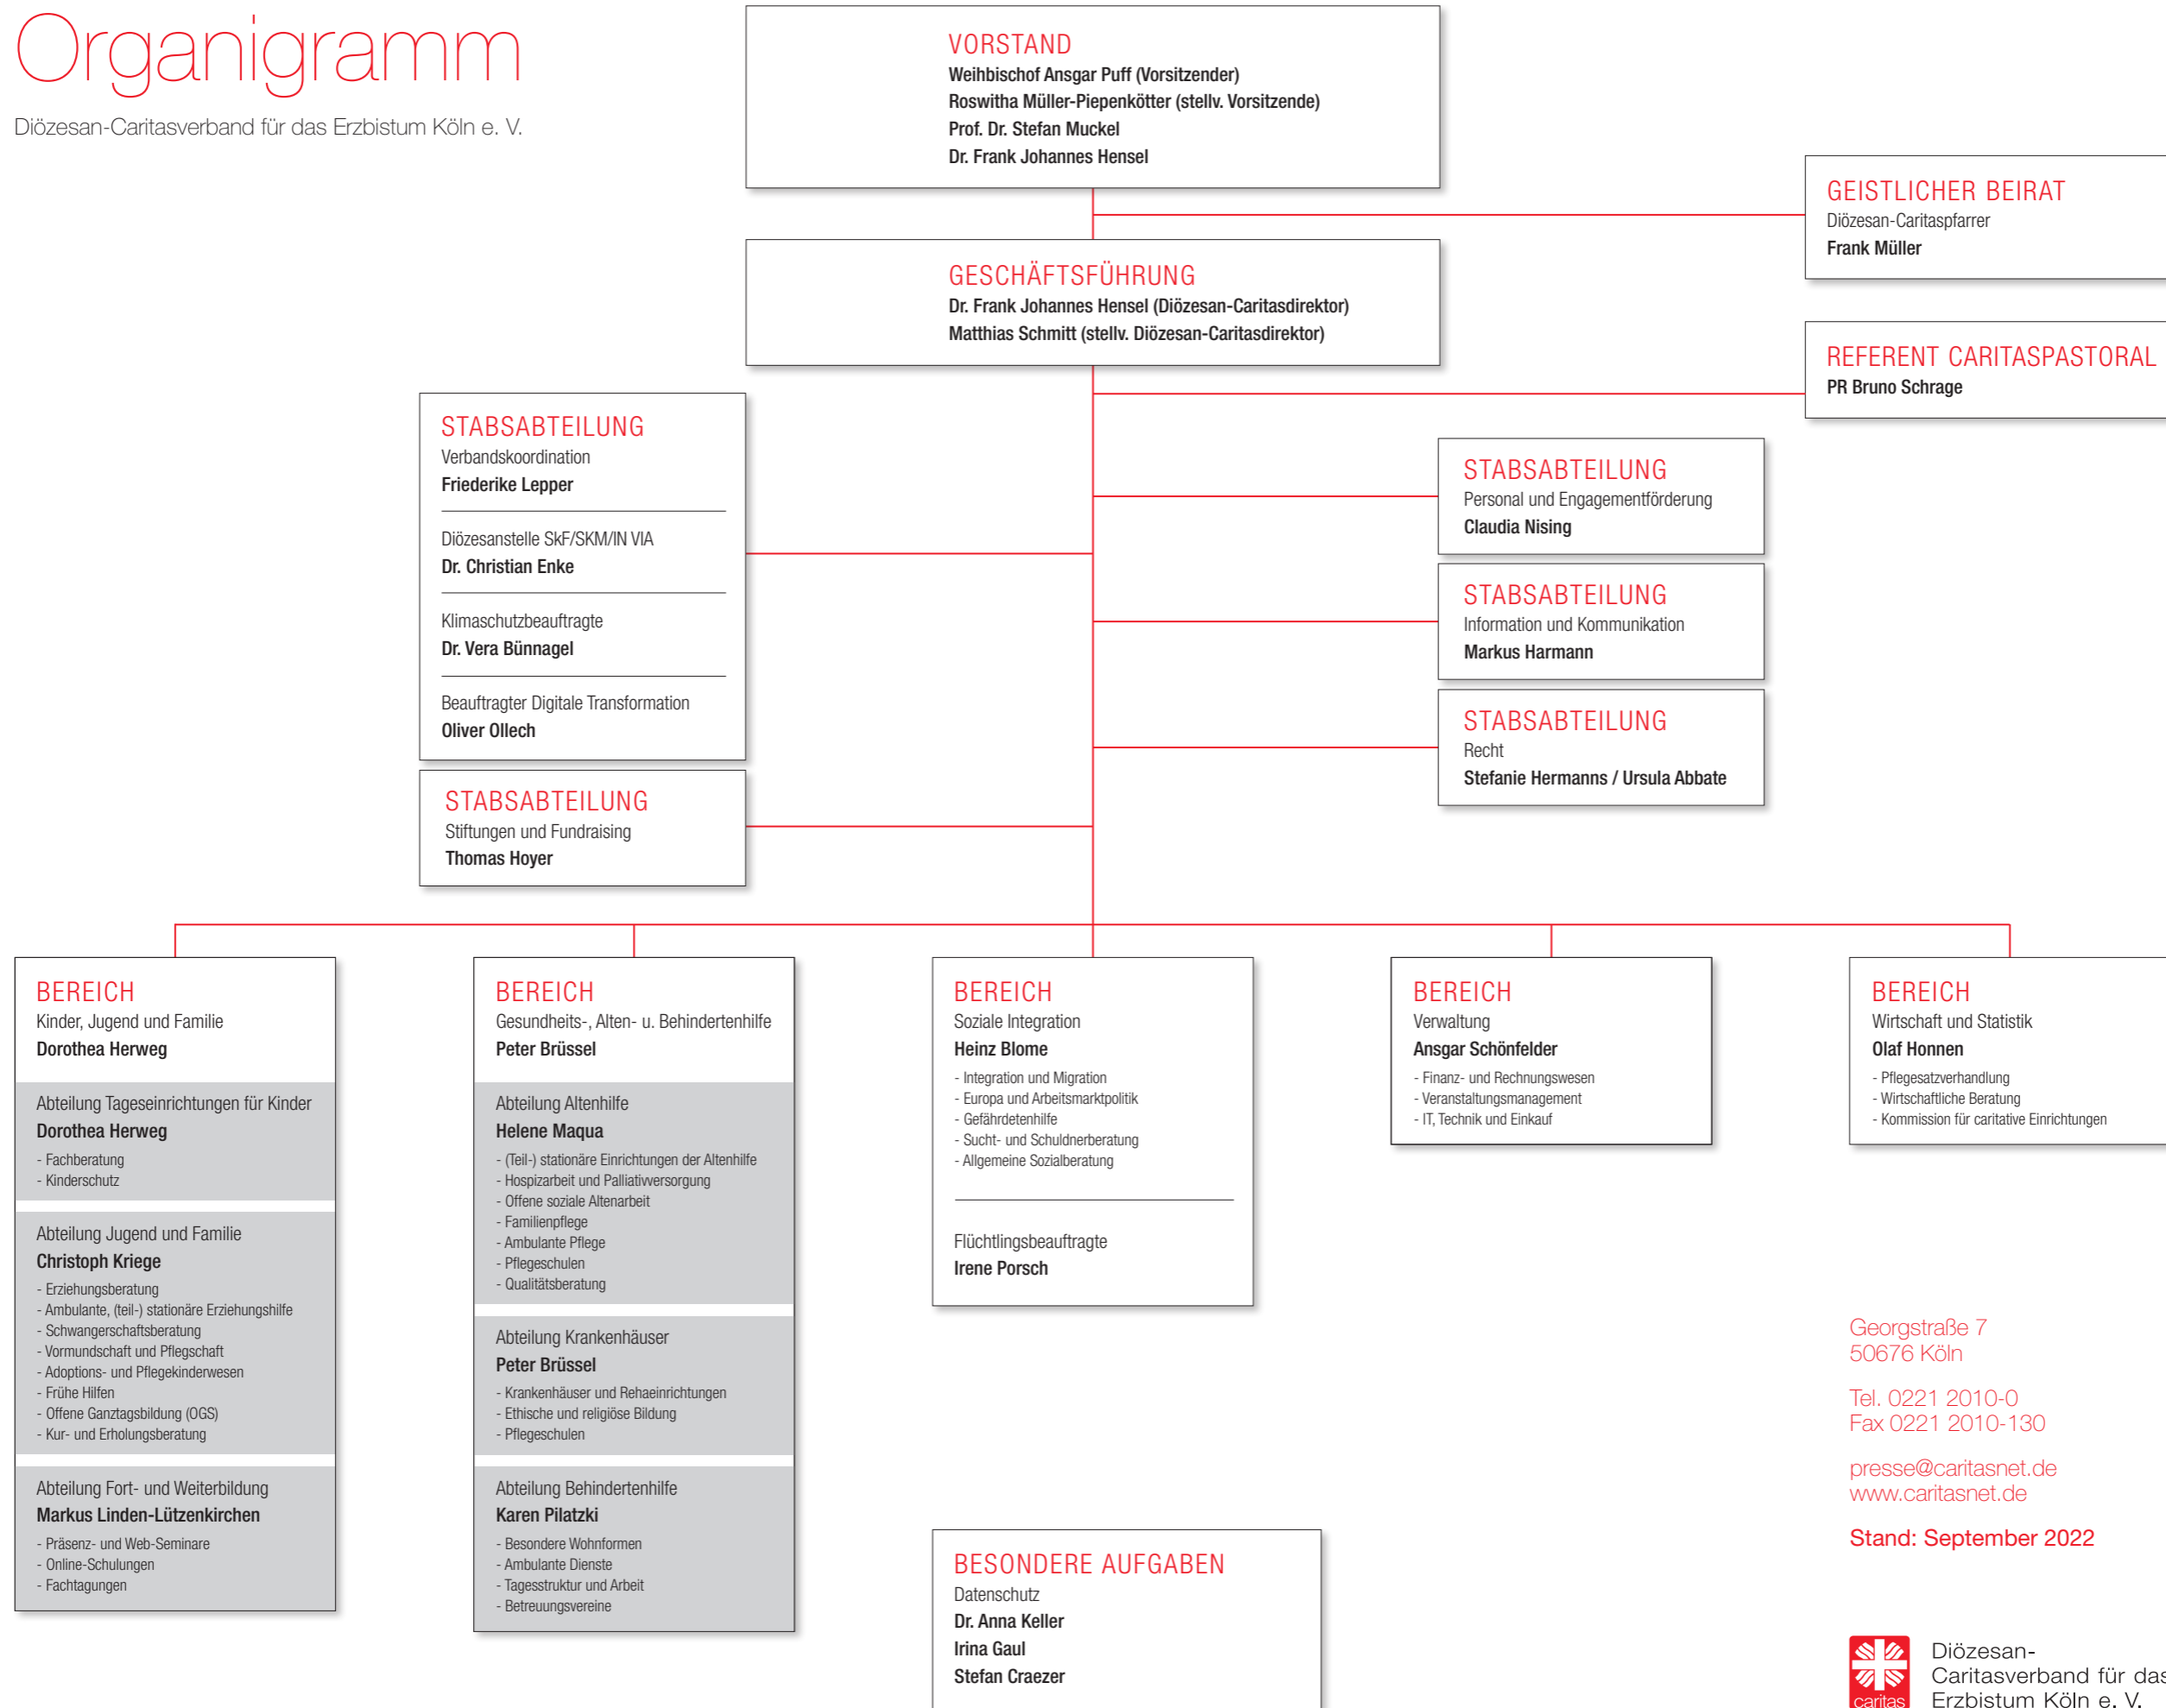 Organigramm
Diözesan-Caritasverband für das Erzbistum Köln e. V.
VORSTAND
Weihbischof Ansgar Puff (Vorsitzender)
Roswitha Müller-Piepenkötter (stellv. Vorsitzende)
Prof. Dr. Stefan Muckel
Dr. Frank Johannes Hensel
GEISTLICHER BEIRAT
Diözesan-Caritaspfarrer
Frank Müller
GESCHÄFTSFÜHRUNG
Dr. Frank Johannes Hensel (Diözesan-Caritasdirektor)
Matthias Schmitt (stellv. Diözesan-Caritasdirektor)
REFERENT CARITASPASTORAL
PR Bruno Schrage
STABSABTEILUNG
Verbandskoordination
Friederike Lepper
Diözesanstelle SkF/SKM/IN VIA
Dr. Christian Enke
Klimaschutzbeauftragte
Dr. Vera Bünnagel
Beauftragter Digitale Transformation
Oliver Ollech
STABSABTEILUNG
Stiftungen und Fundraising
Thomas Hoyer
STABSABTEILUNG
Personal und Engagementförderung
Claudia Nising
STABSABTEILUNG
Information und Kommunikation
Markus Harmann
STABSABTEILUNG
Recht
Stefanie Hermanns / Ursula Abbate
BEREICH
Kinder, Jugend und Familie
Dorothea Herweg
Abteilung Tageseinrichtungen für Kinder
Dorothea Herweg
- Fachberatung
- Kinderschutz
Abteilung Jugend und Familie
Christoph Kriege
- Erziehungsberatung
- Ambulante, (teil-) stationäre Erziehungshilfe
- Schwangerschaftsberatung
- Vormundschaft und Pflegschaft
- Adoptions- und Pflegekinderwesen
- Frühe Hilfen
- Offene Ganztagsbildung (OGS)
- Kur- und Erholungsberatung
Abteilung Fort- und Weiterbildung
Markus Linden-Lützenkirchen
- Präsenz- und Web-Seminare
- Online-Schulungen
- Fachtagungen
BEREICH
Gesundheits-, Alten- u. Behindertenhilfe
Peter Brüssel
Abteilung Altenhilfe
Helene Maqua
- (Teil-) stationäre Einrichtungen der Altenhilfe
- Hospizarbeit und Palliativversorgung
- Offene soziale Altenarbeit
- Familienpflege
- Ambulante Pflege
- Pflegeschulen
- Qualitätsberatung
Abteilung Krankenhäuser
Peter Brüssel
- Krankenhäuser und Rehaeinrichtungen
- Ethische und religiöse Bildung
- Pflegeschulen
Abteilung Behindertenhilfe
Karen Pilatzki
- Besondere Wohnformen
- Ambulante Dienste
- Tagesstruktur und Arbeit
- Betreuungsvereine
BEREICH
Soziale Integration
Heinz Blome
- Integration und Migration
- Europa und Arbeitsmarktpolitik
- Gefährdetenhilfe
- Sucht- und Schuldnerberatung
- Allgemeine Sozialberatung
Flüchtlingsbeauftragte
Irene Porsch
BEREICH
Verwaltung
Ansgar Schönfelder
- Finanz- und Rechnungswesen
- Veranstaltungsmanagement
- IT, Technik und Einkauf
BEREICH
Wirtschaft und Statistik
Olaf Honnen
- Pflegesatzverhandlung
- Wirtschaftliche Beratung
- Kommission für caritative Einrichtungen
BESONDERE AUFGABEN
Datenschutz
Dr. Anna Keller
Irina Gaul
Stefan Craezer
Georgstraße 7
50676 Köln
Tel. 0221 2010-0
Fax 0221 2010-130
presse@caritasnet.de
www.caritasnet.de
Stand: September 2022
caritas
Diözesan-
Caritasverband für das
Erzbistum Köln e. V.